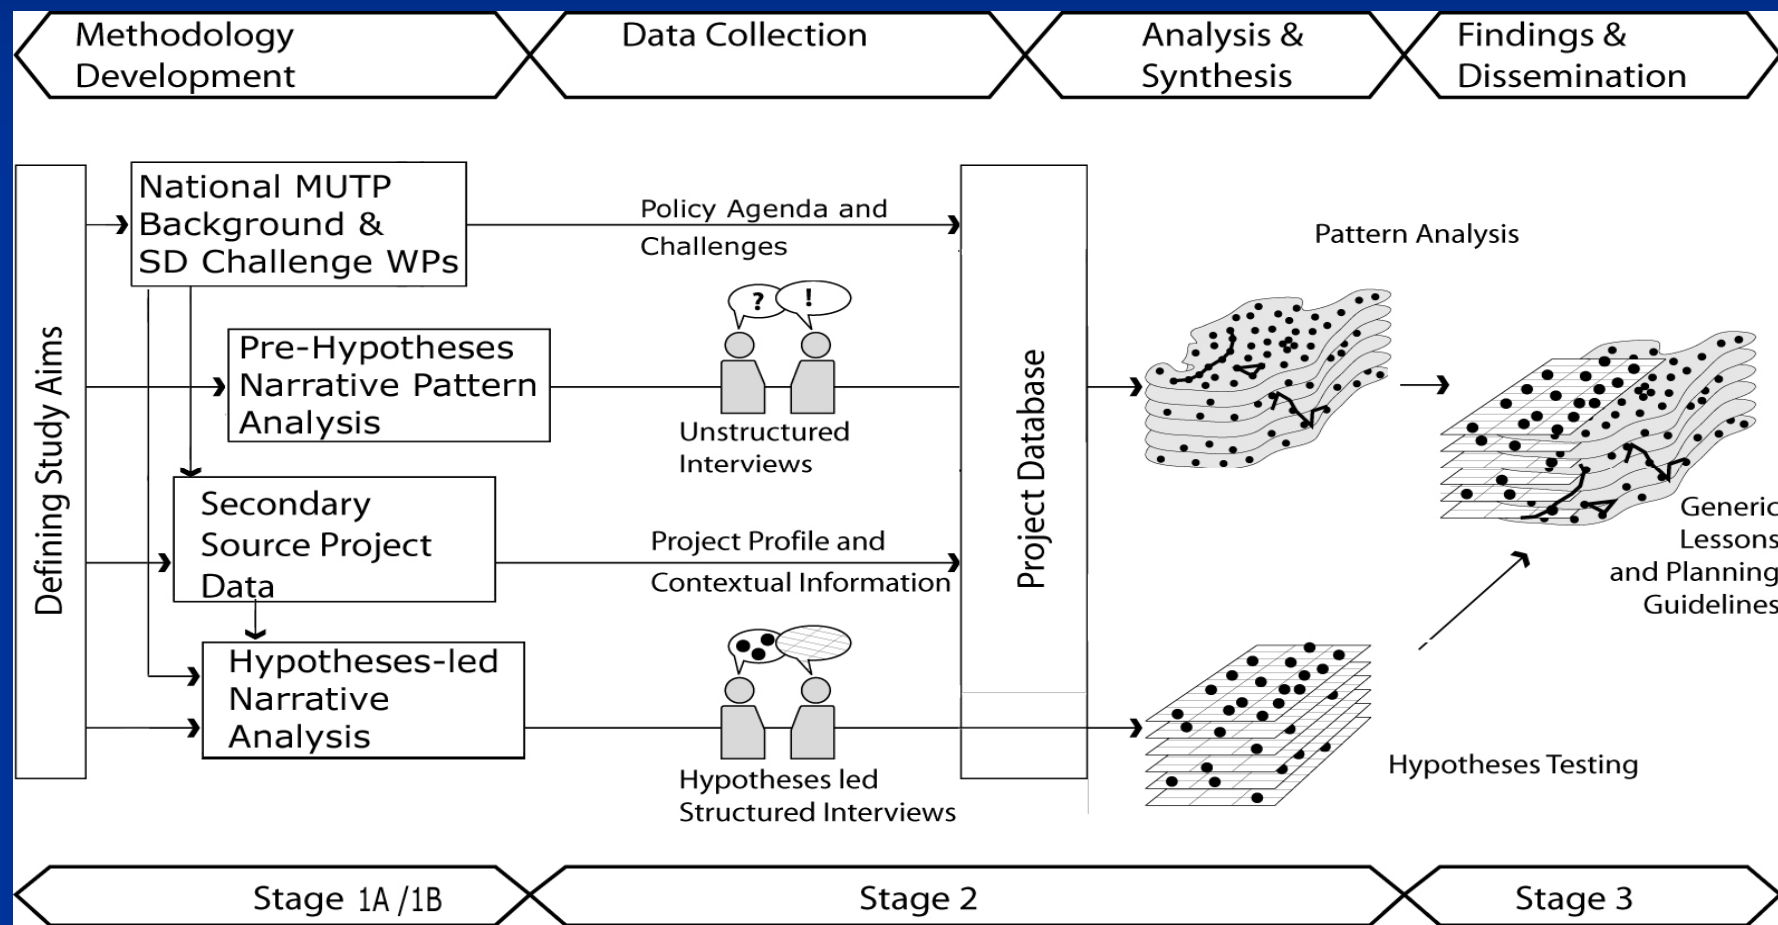 Methodology
Development
Data Collection
Analysis &
Synthesis
Findings &
Dissemination
Defining Study Aims
National MUTP
Background &
SD Challenge WPs
Policy Agenda and
Challenges
Pre-Hypotheses
Narrative Pattern
Analysis
?
!
Unstructured
Interviews
Secondary
Source Project
Data
Project Profile and
Contextual Information
Hypotheses-led
Narrative
Analysis
Hypotheses led
Structured Interviews
Project Database
Pattern Analysis
Generic
Lessons
and Planning
Guidelines
Hypotheses Testing
Stage 1A /1B
Stage 2
Stage 3